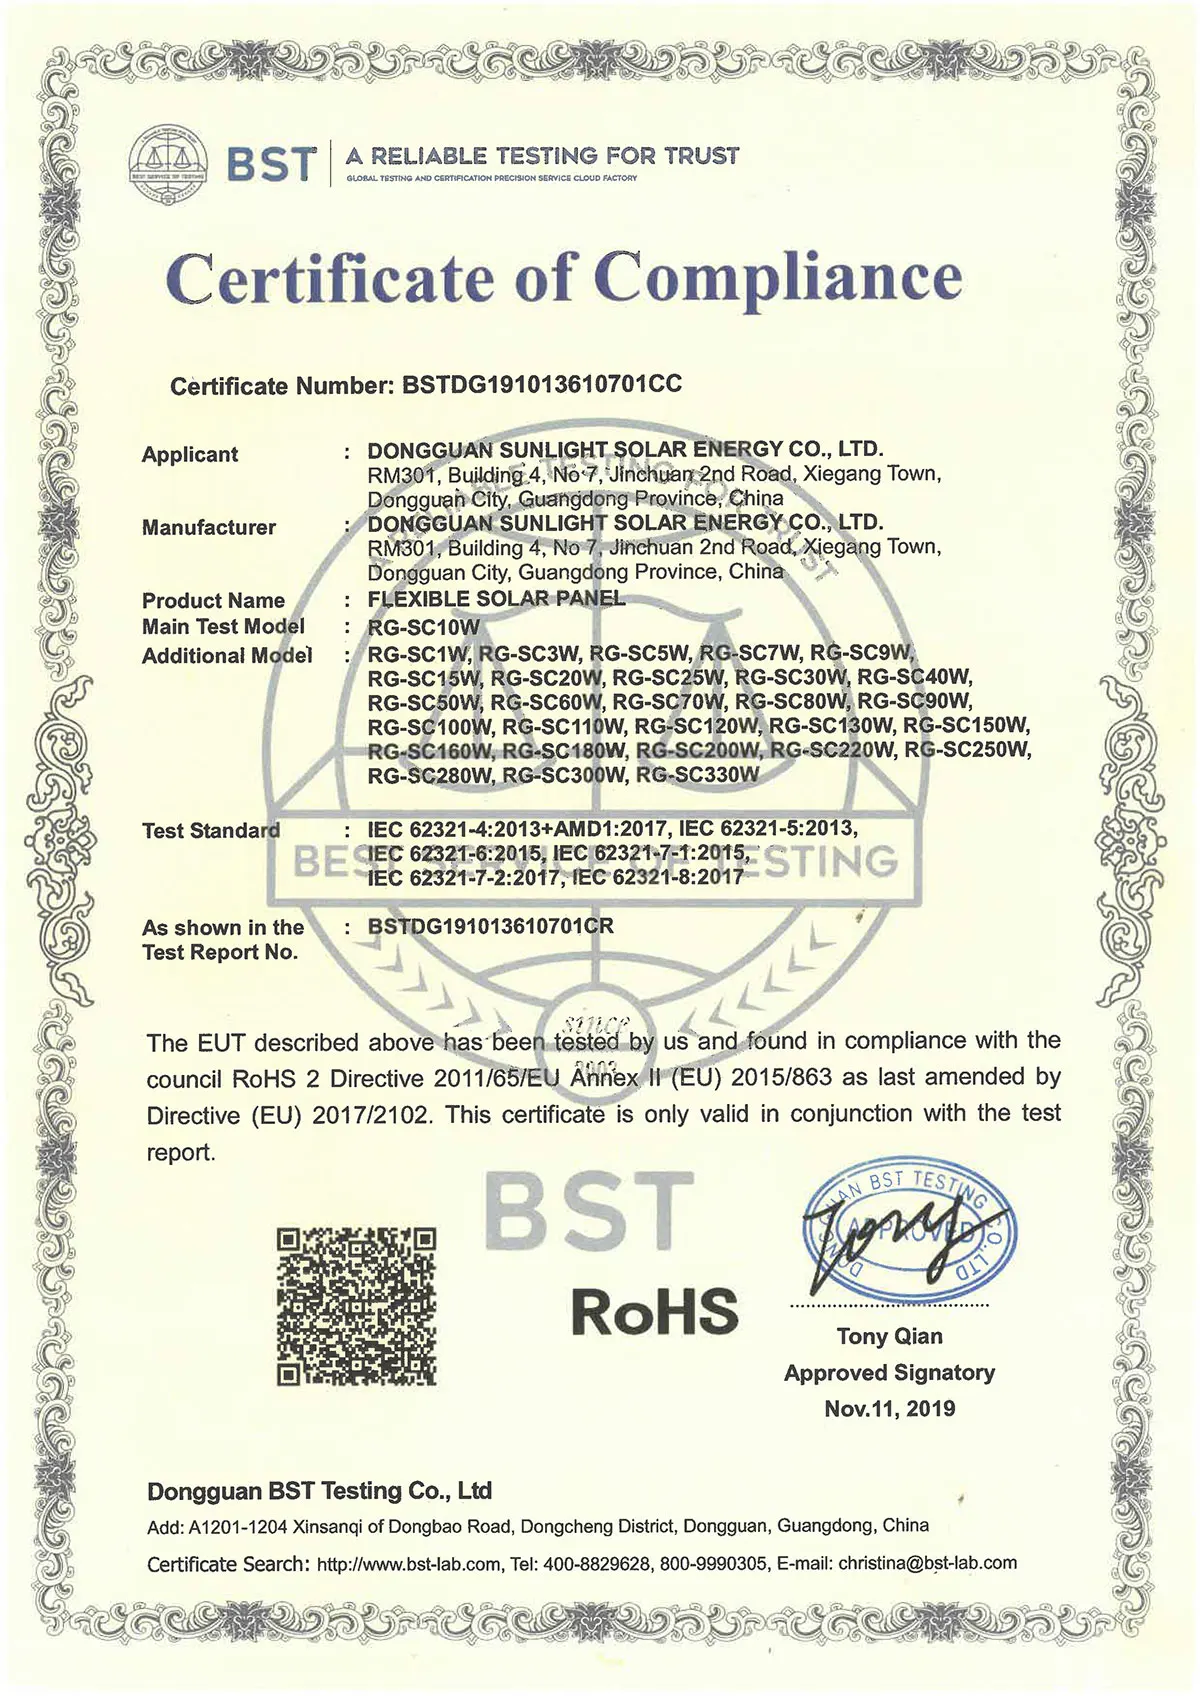 BST
A RELIABLE TESTING FOR TRUST
GLOBAL TESTING AND CERTIFICATION PRECISION SERVICE CLOUD FACTORY
Certificate of Compliance
Certificate Number: BSTDG191013610701CC
Applicant : DONGGUAN SUNLIGHT SOLAR ENERGY CO., LTD.
RM301, Building 4, No 7, Jinchuan 2nd Road, Xiegang Town,
Dongguan City, Guangdong Province, China
Manufacturer : DONGGUAN SUNLIGHT SOLAR ENERGY CO., LTD.
RM301, Building 4, No 7, Jinchuan 2nd Road, Xiegang Town,
Dongguan City, Guangdong Province, China
Product Name : FLEXIBLE SOLAR PANEL
Main Test Model : RG-SC10W
Additional Model : RG-SC1W, RG-SC3W, RG-SC5W, RG-SC7W, RG-SC9W,
RG-SC15W, RG-SC20W, RG-SC25W, RG-SC30W, RG-SC40W,
RG-SC50W, RG-SC60W, RG-SC70W, RG-SC80W, RG-SC90W,
RG-SC100W, RG-SC110W, RG-SC120W, RG-SC130W, RG-SC150W,
RG-SC160W, RG-SC180W, RG-SC200W, RG-SC220W, RG-SC250W,
RG-SC280W, RG-SC300W, RG-SC330W
Test Standard : IEC 62321-4:2013+AMD1:2017, IEC 62321-5:2013,
IEC 62321-6:2015, IEC 62321-7-1:2015,
IEC 62321-7-2:2017, IEC 62321-8:2017
As shown in the : BSTDG191013610701CR
Test Report No.
A RELIABLE TESTING FOR TRUST
BEST SERVICE OF TESTING
since
2003
The EUT described above has been tested by us and found in compliance with the
council RoHS 2 Directive 2011/65/EU Annex II (EU) 2015/863 as last amended by
Directive (EU) 2017/2102. This certificate is only valid in conjunction with the test
report.
BST
RoHS
DONGGUAN BST TESTING CO.,LTD
APPROVED
Tony
Tony Qian
Approved Signatory
Nov.11, 2019
Dongguan BST Testing Co., Ltd
Add: A1201-1204 Xinsanqi of Dongbao Road, Dongcheng District, Dongguan, Guangdong, China
Certificate Search: http://www.bst-lab.com, Tel: 400-8829628, 800-9990305, E-mail: christina@bst-lab.com